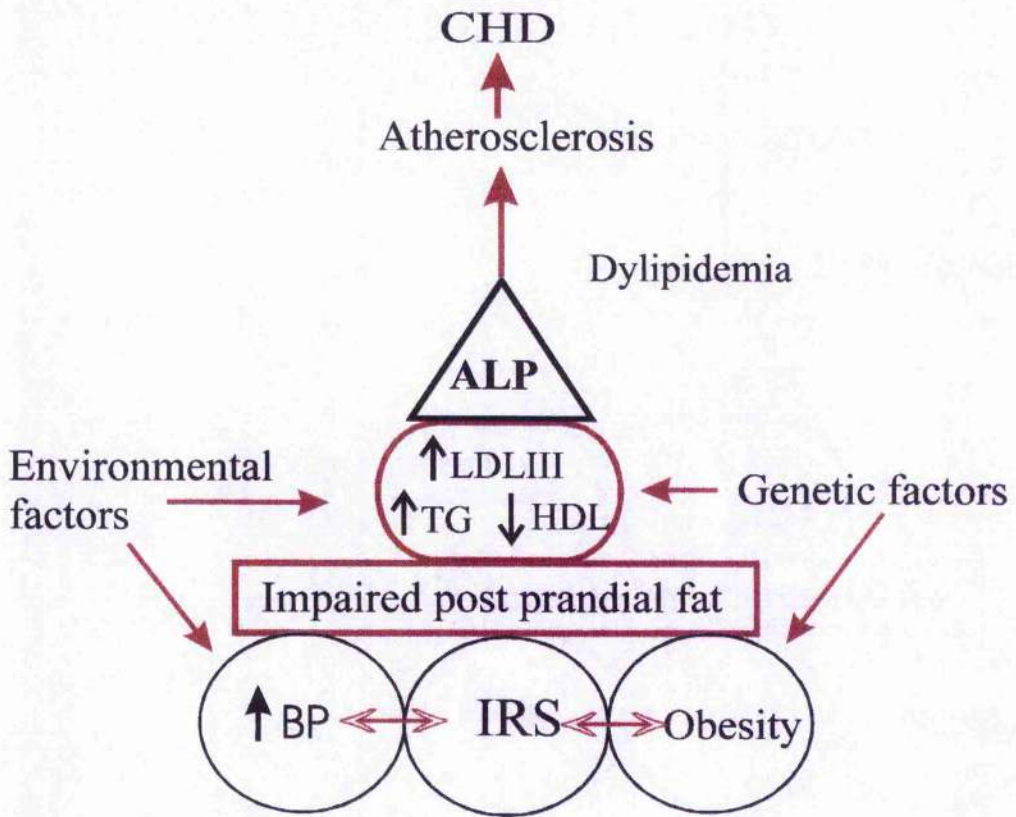 CHD
Atherosclerosis
Dylipidemia
ALP
Environmental
factors
↑LDLIII
↑TG ↓HDL
Genetic factors
Impaired post prandial fat
↑BP
IRS
Obesity